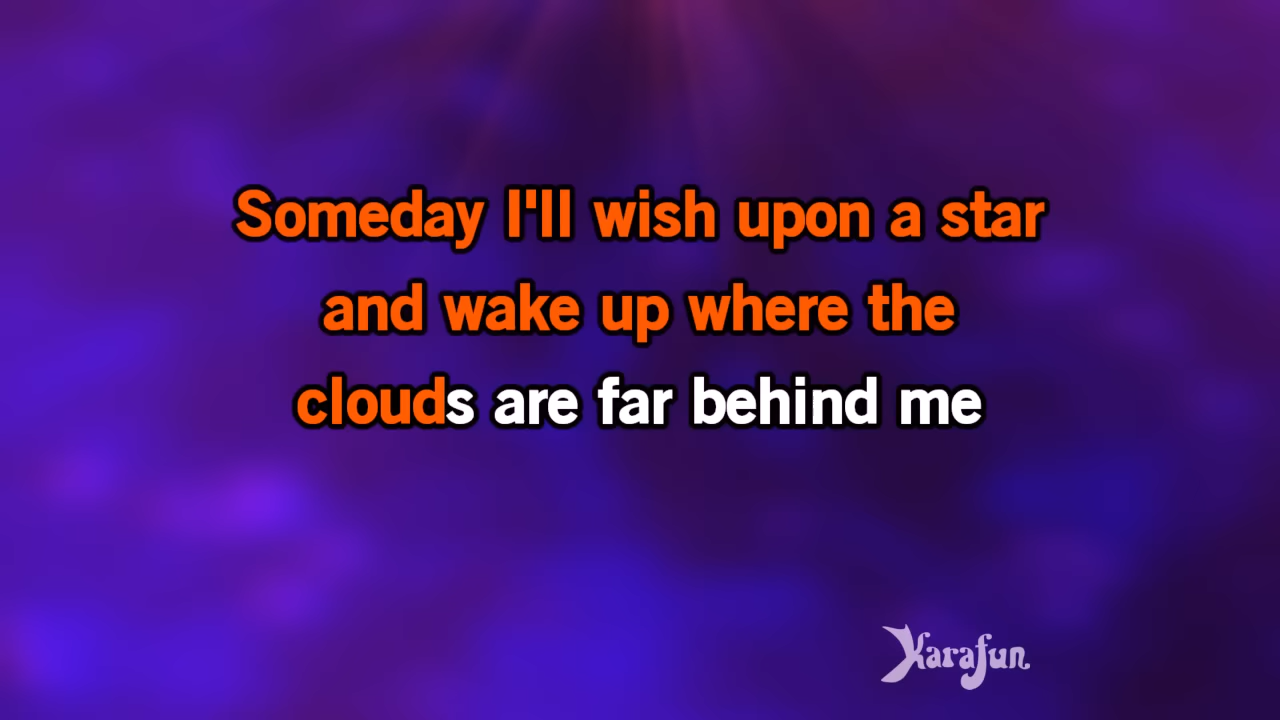 Someday I'll wish upon a star
and wake up where the
clouds are far behind me
Karafun